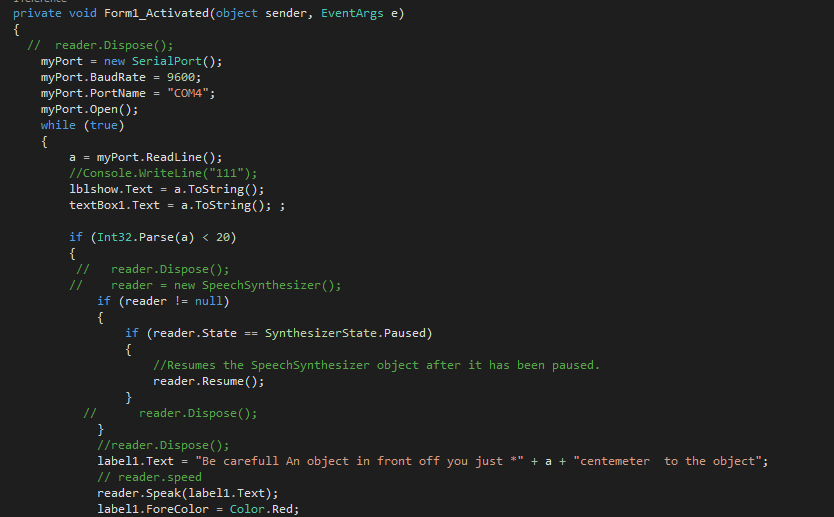 private void Form1_Activated(object sender, EventArgs e)
{
//  reader.Dispose();
myPort = new SerialPort();
myPort.BaudRate = 9600;
myPort.PortName = "COM4";
myPort.Open();
while (true)
{
a = myPort.ReadLine();
//Console.WriteLine("111");
lblshow.Text = a.ToString();
textBox1.Text = a.ToString(); ;
if (Int32.Parse(a) < 20)
{
//   reader.Dispose();
//    reader = new SpeechSynthesizer();
if (reader != null)
{
if (reader.State == SynthesizerState.Paused)
{
//Resumes the SpeechSynthesizer object after it has been paused.
reader.Resume();
}
//      reader.Dispose();
}
//reader.Dispose();
label1.Text = "Be carefull An object in front off you just *" + a + "centemeter  to the object";
// reader.speed
reader.Speak(label1.Text);
label1.ForeColor = Color.Red;